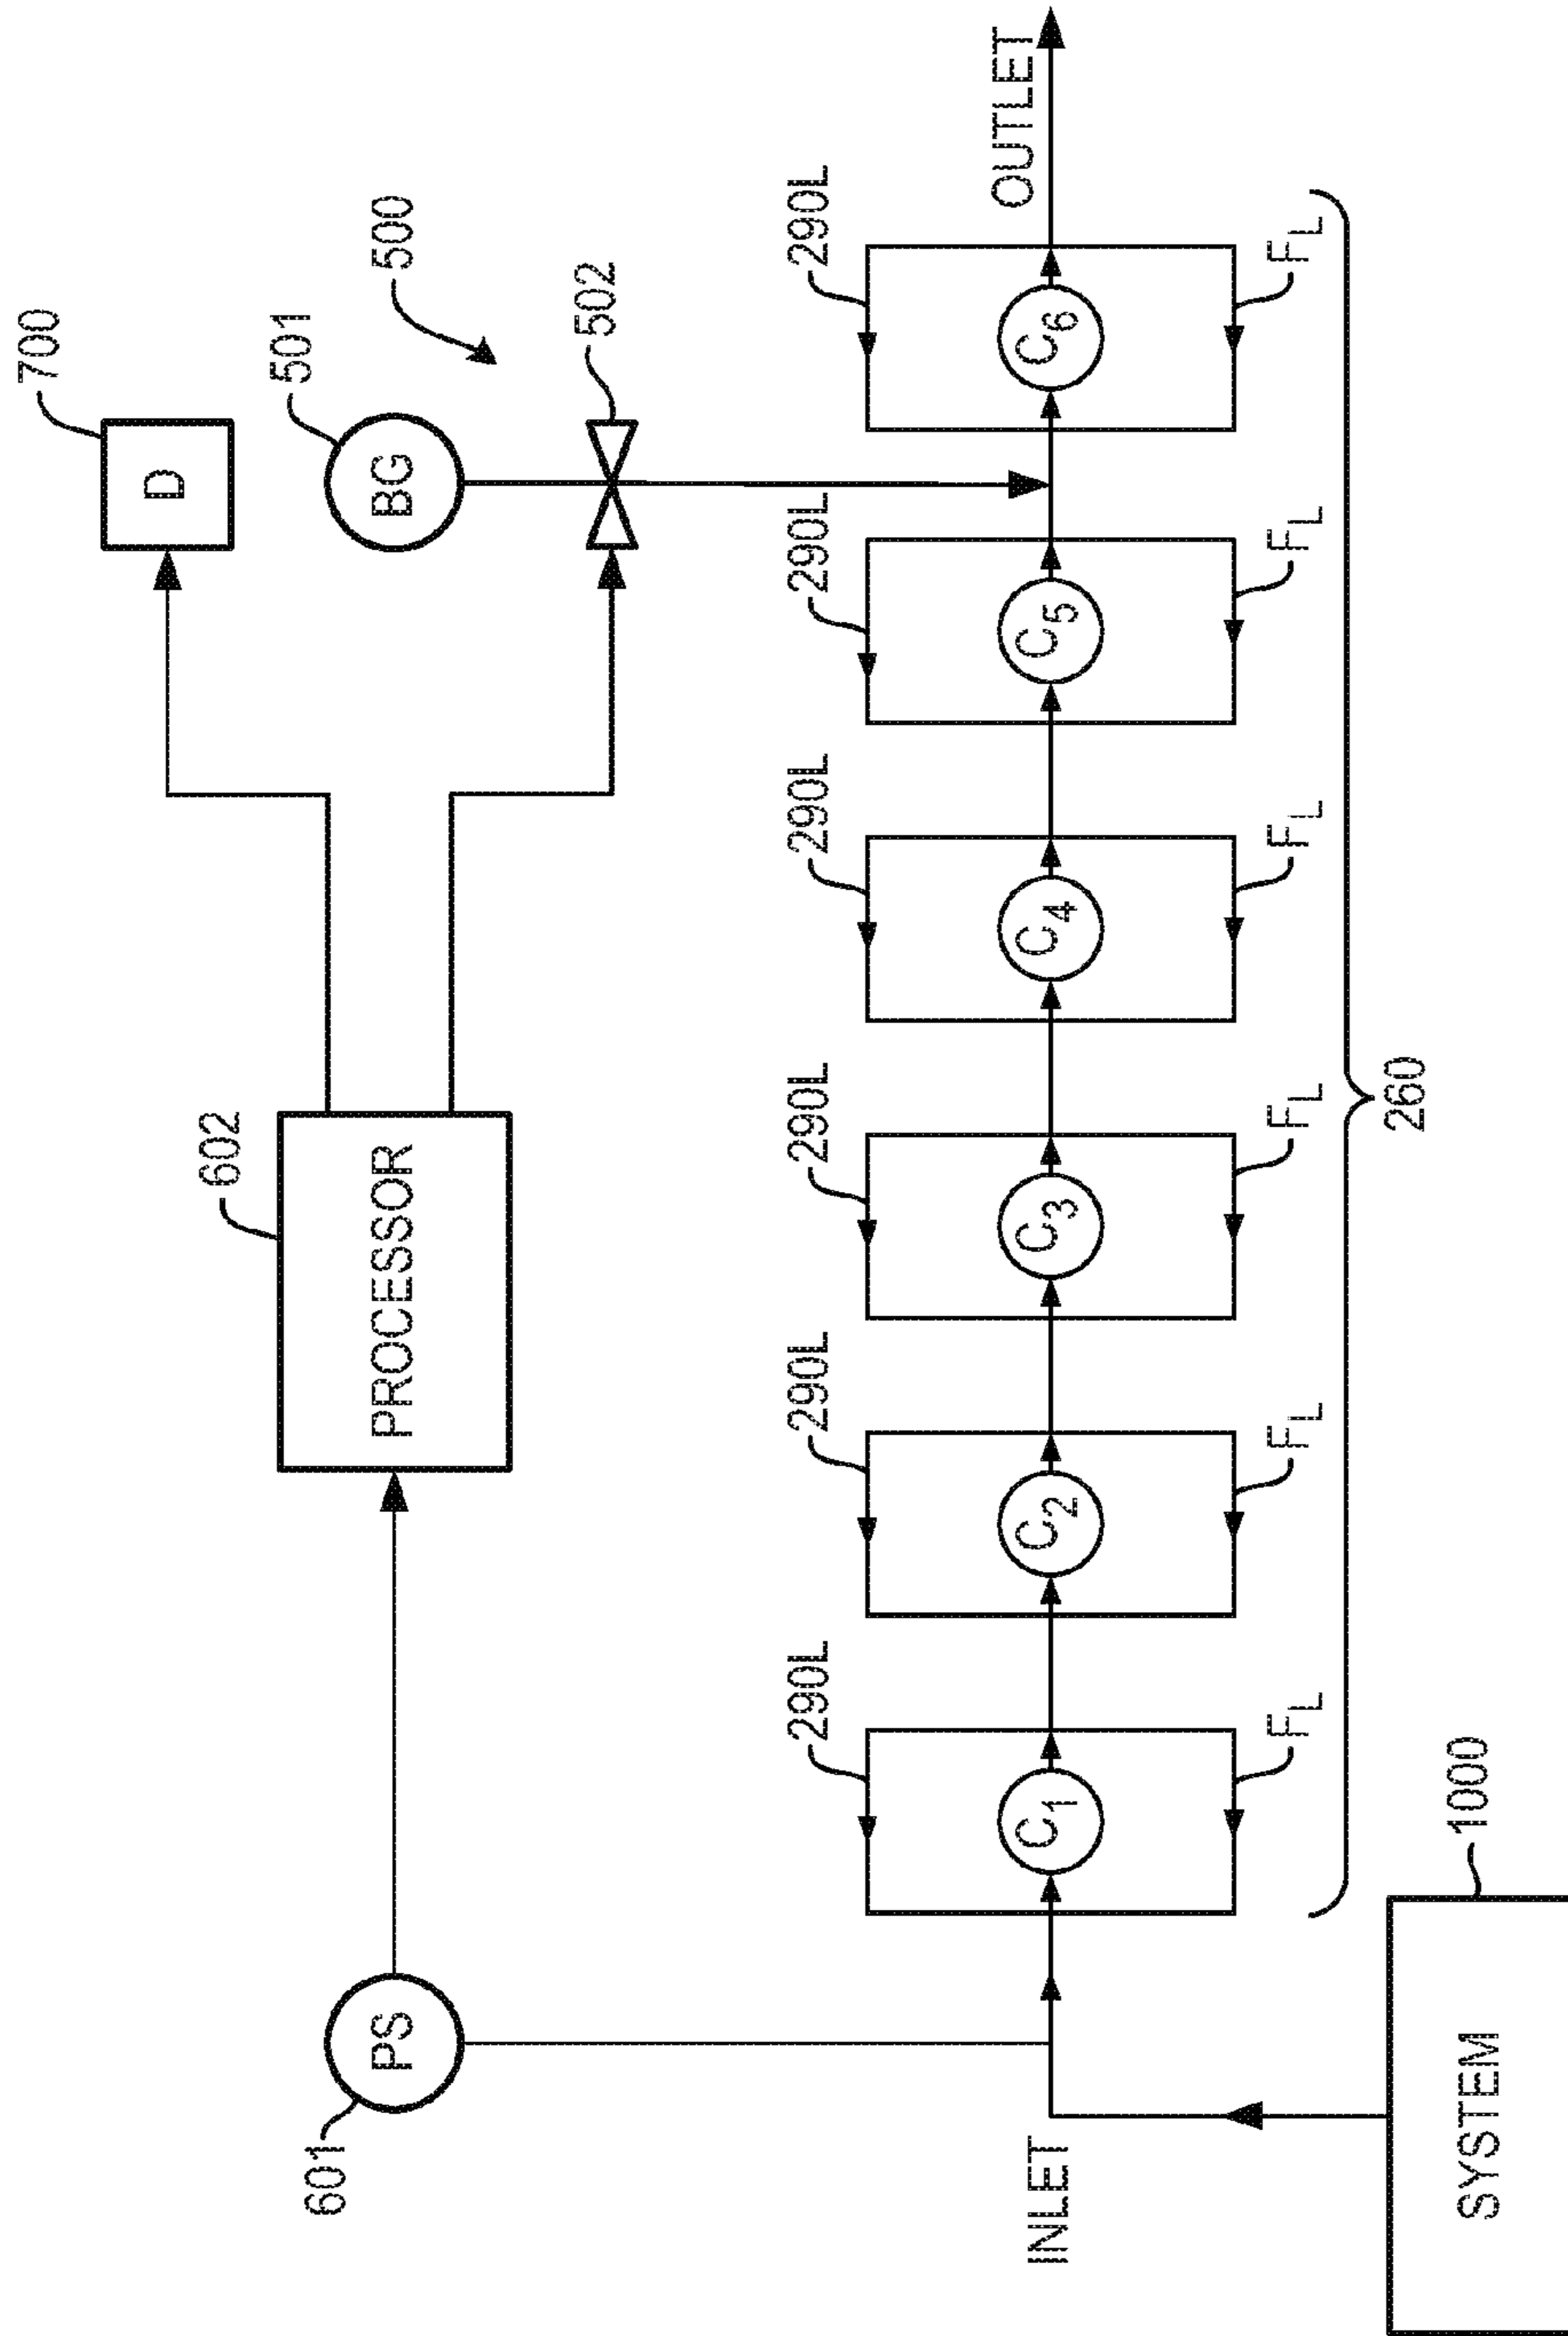 700
D
501
BG
500
502
602
PROCESSOR
601
PS
290L
290L
290L
290L
290L
290L
INLET
C1
C2
C3
C4
C5
C6
OUTLET
FL
FL
FL
FL
FL
FL
260
1000
SYSTEM